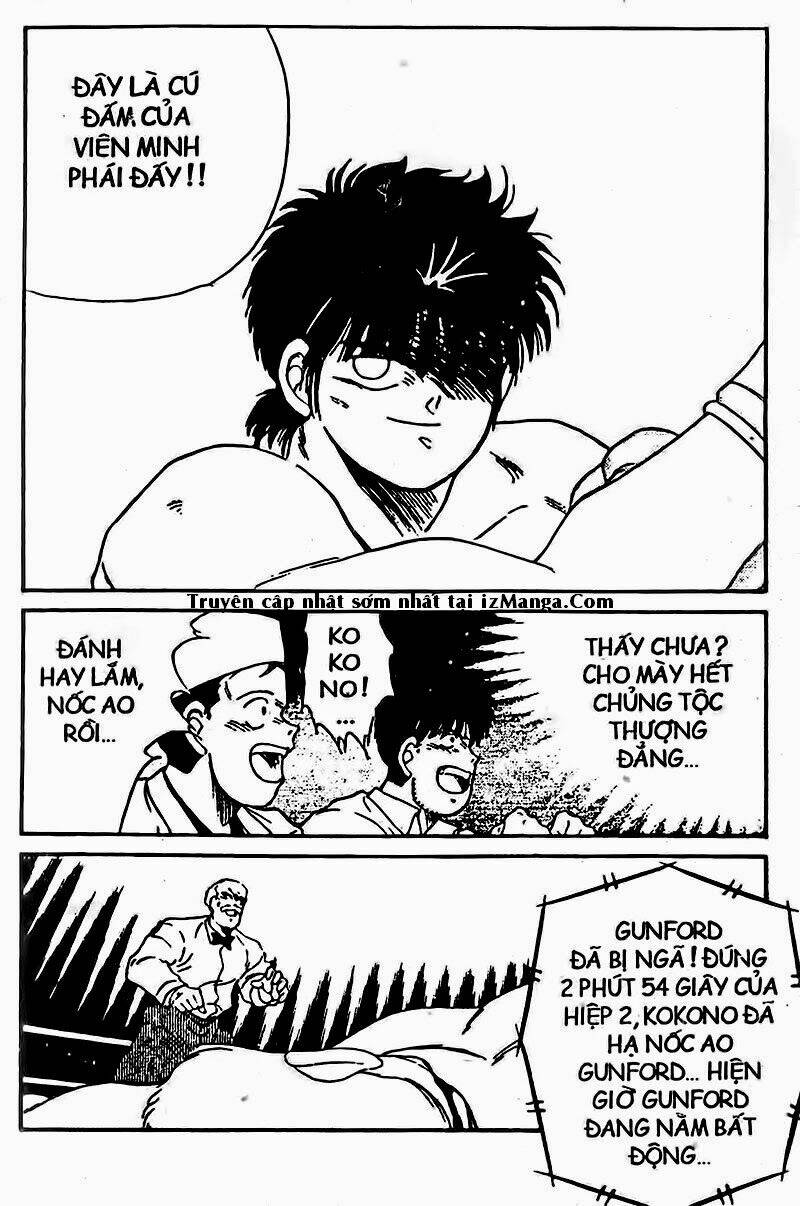 ĐÂY LÀ CÚ
ĐẤM CỦA
VIÊN MINH
PHÁI ĐẤY!!
Truyện cập nhật sớm nhất tại izManga.Com
ĐÁNH
HAY LẮM,
NỐC AO
RỒI...
KO
KO
NO!
...
THẤY CHƯA?
CHO MÀY HẾT
CHỦNG TỘC
THƯỢNG
ĐẲNG...
GUNFORD
ĐÃ BỊ NGÃ! ĐÚNG
2 PHÚT 54 GIÂY CỦA
HIỆP 2, KOKONO ĐÃ
HẠ NỐC AO
GUNFORD... HIỆN
GIỜ GUNFORD
ĐANG NẰM BẤT
ĐỘNG...